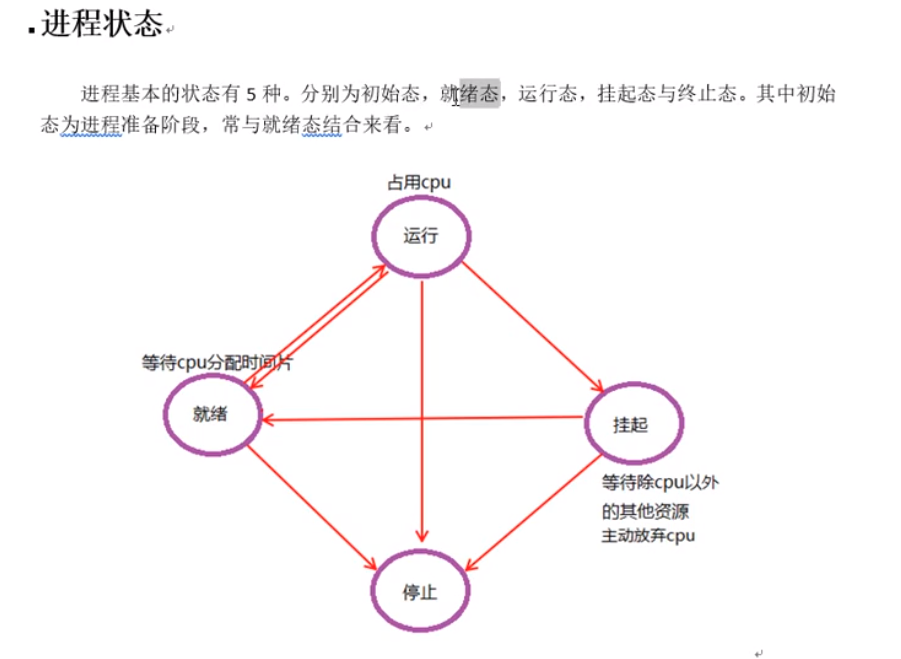 进程状态
进程基本的状态有 5 种。分别为初始态，就绪态，运行态，挂起态与终止态。其中初始
态为进程准备阶段，常与就绪态结合来看。
占用cpu
运行
等待cpu分配时间片
就绪
挂起
等待除cpu以外
的其他资源
主动放弃cpu
停止